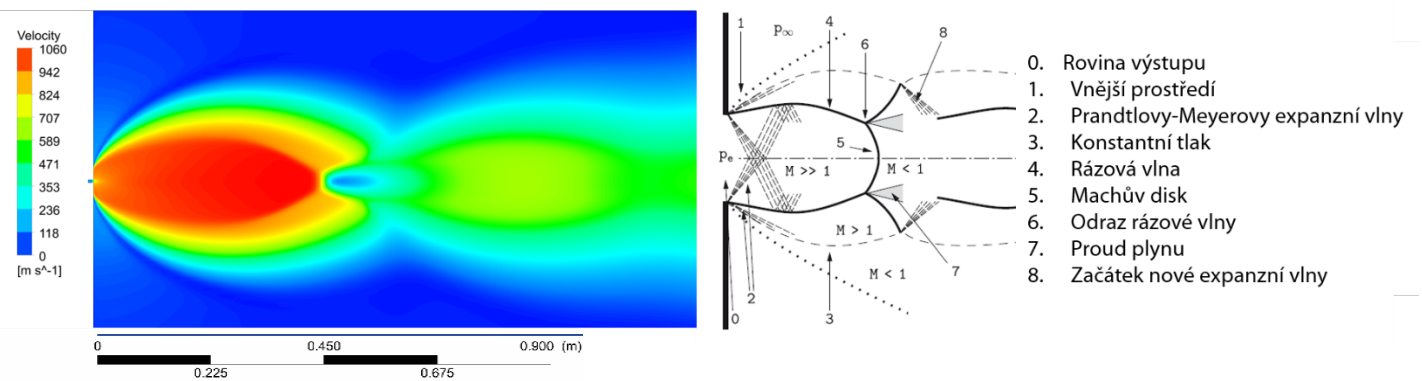 Velocity
1060
942
824
707
589
471
353
236
118
0
[m s^-1]
0
0.450
0.900 (m)
0.225
0.675
1
P∞
4
6
8
5
Pe
M >> 1
M < 1
M > 1
M < 1
7
2
0
3
0. Rovina výstupu
1. Vnější prostředí
2. Prandtlovy-Meyerovy expanzní vlny
3. Konstantní tlak
4. Rázová vlna
5. Machův disk
6. Odraz rázové vlny
7. Proud plynu
8. Začátek nové expanzní vlny